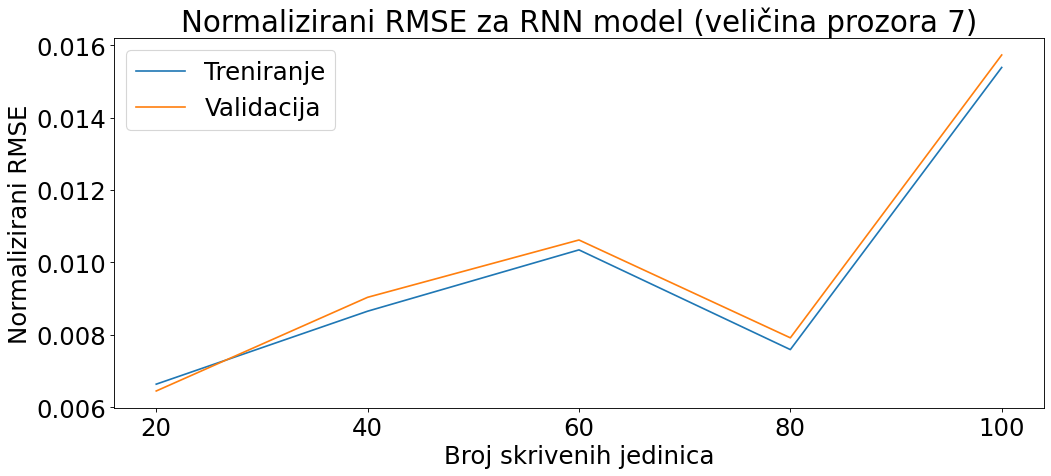 Normalizirani RMSE za RNN model (veličina prozora 7)
Treniranje
Validacija
Normalizirani RMSE
0.016
0.014
0.012
0.010
0.008
0.006
20 40 60 80 100
Broj skrivenih jedinica